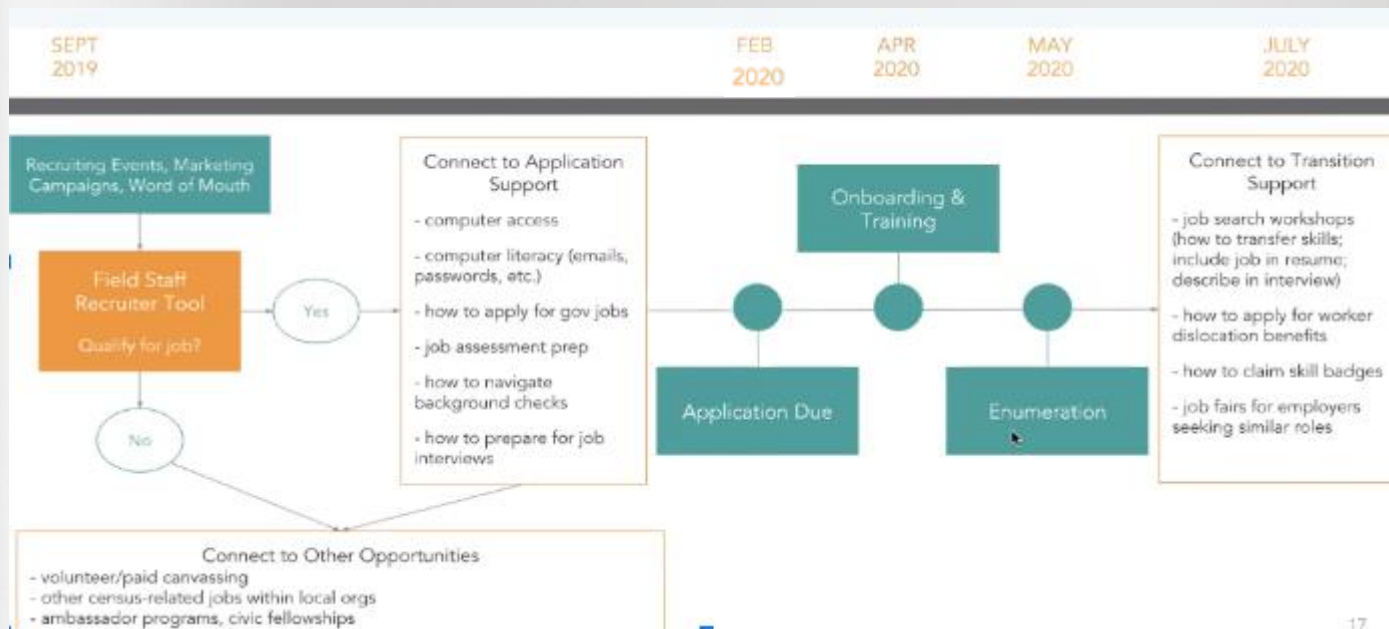 SEPT
2019
FEB
2020
APR
2020
MAY
2020
JULY
2020
Recruiting Events, Marketing
Campaigns, Word of Mouth
Field Staff
Recruiter Tool
Qualify for job?
Yes
No
Connect to Application
Support
- computer access
- computer literacy (emails,
passwords, etc.)
- how to apply for gov jobs
- job assessment prep
- how to navigate
background checks
- how to prepare for job
interviews
Application Due
Onboarding &
Training
Enumeration
Connect to Transition
Support
- job search workshops
(how to transfer skills;
include job in resume;
describe in interview)
- how to apply for worker
dislocation benefits
- how to claim skill badges
- job fairs for employers
seeking similar roles
Connect to Other Opportunities
- volunteer/paid canvassing
- other census-related jobs within local orgs
- ambassador programs, civic fellowships
17